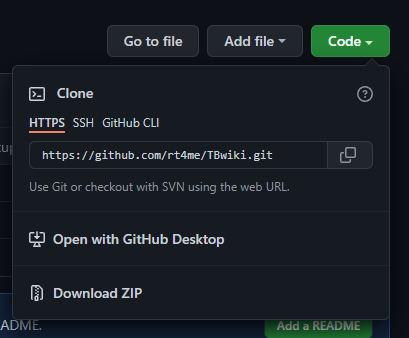 Go to file
Add file
Code
Clone
HTTPS SSH GitHub CLI
https://github.com/rt4me/TBwiki.git
Use Git or checkout with SVN using the web URL.
Open with GitHub Desktop
Download ZIP
Add a README